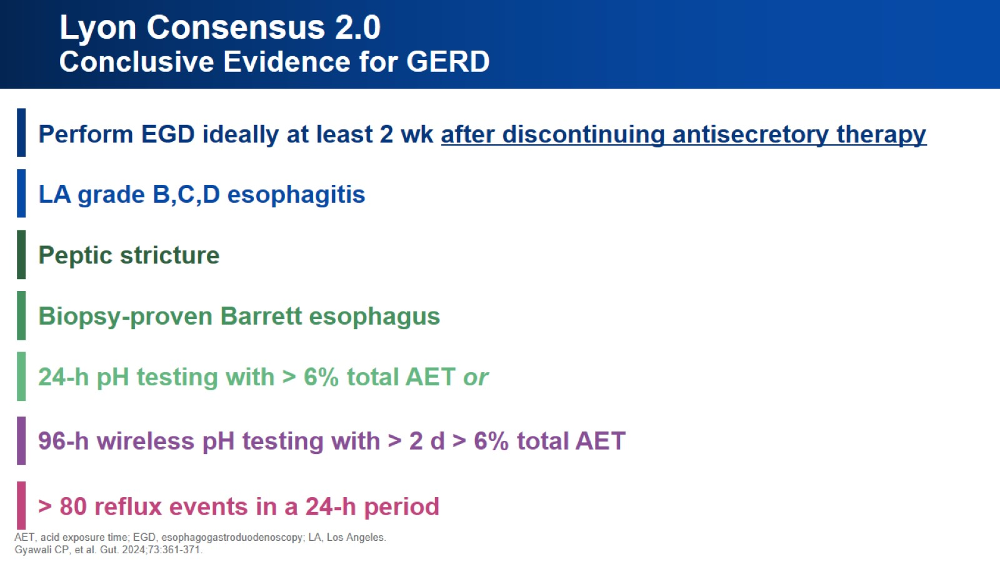 Lyon Consensus 2.0
Conclusive Evidence for GERD
Perform EGD ideally at least 2 wk after discontinuing antisecretory therapy
LA grade B,C,D esophagitis
Peptic stricture
Biopsy-proven Barrett esophagus
24-h pH testing with > 6% total AET or
96-h wireless pH testing with > 2 d > 6% total AET
> 80 reflux events in a 24-h period
AET, acid exposure time; EGD, esophagogastroduodenoscopy; LA, Los Angeles.
Gyawali CP, et al. Gut. 2024;73:361-371.